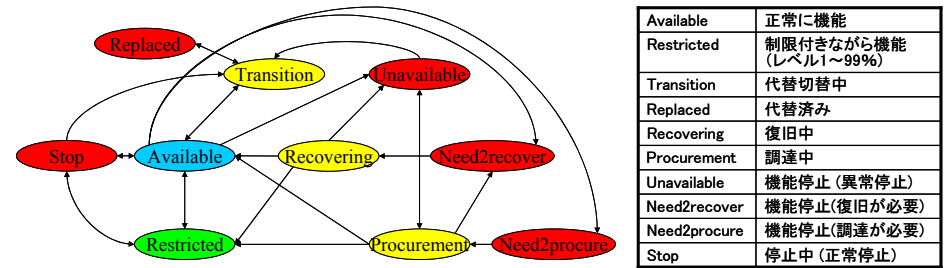 Replaced
Transition
Unavailable
Stop
Available
Recovering
Need2recover
Restricted
Procurement
Need2procure
Available 正常に機能
Restricted 制限付きながら機能
(レベル1～99%)
Transition 代替切替中
Replaced 代替済み
Recovering 復旧中
Procurement 調達中
Unavailable 機能停止 (異常停止)
Need2recover 機能停止(復旧が必要)
Need2procure 機能停止(調達が必要)
Stop 停止中 (正常停止)